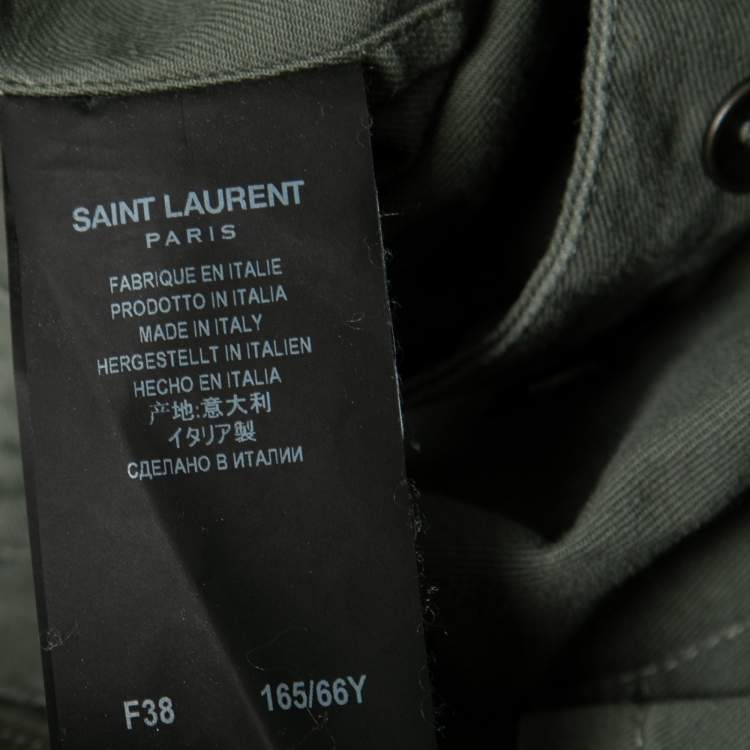 SAINT LAURENT
PARIS
FABRIQUE EN ITALIE
PRODOTTO IN ITALIA
MADE IN ITALY
HERGESTELLT IN ITALIEN
HECHO EN ITALIA
产地:意大利
イタリア製
СДЕЛАНО В ИТАЛИИ
F38 165/66Y